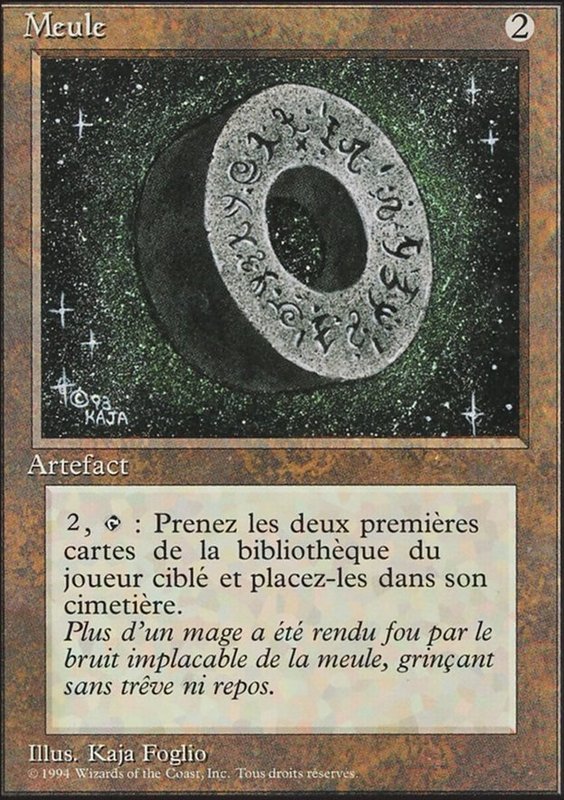 Meule 2
©93
KAJA
Artefact
2, : Prenez les deux premières
cartes de la bibliothèque du
joueur ciblé et placez-les dans son
cimetière.
Plus d'un mage a été rendu fou par le
bruit implacable de la meule, grinçant
sans trêve ni repos.
Illus. Kaja Foglio
© 1994 Wizards of the Coast, Inc. Tous droits réservés.